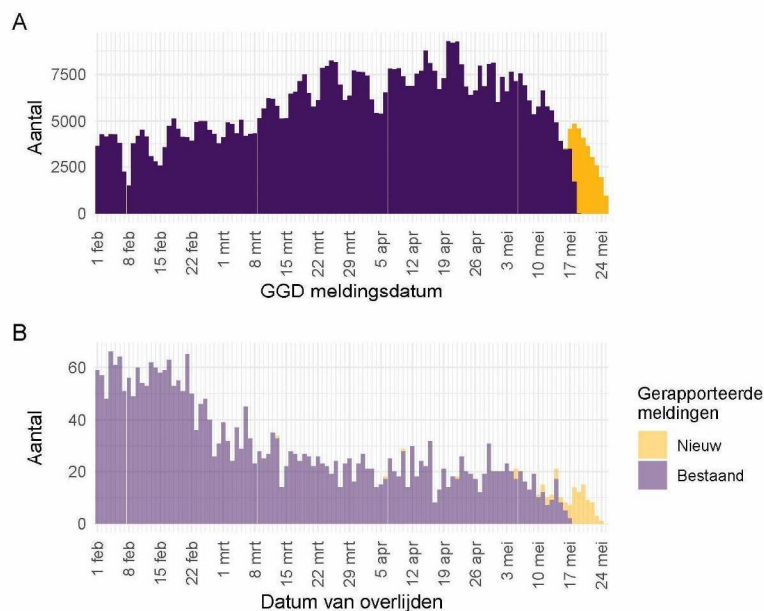 A
Aantal
7500
5000
2500
0
1 feb
8 feb
15 feb
22 feb
1 mrt
8 mrt
15 mrt
22 mrt
29 mrt
5 apr
12 apr
19 apr
26 apr
3 mei
10 mei
17 mei
24 mei
GGD meldingsdatum
B
Aantal
60
40
20
0
1 feb
8 feb
15 feb
22 feb
1 mrt
8 mrt
15 mrt
22 mrt
29 mrt
5 apr
12 apr
19 apr
26 apr
3 mei
10 mei
17 mei
24 mei
Datum van overlijden
Gerapporteerde
meldingen
Nieuw
Bestaand